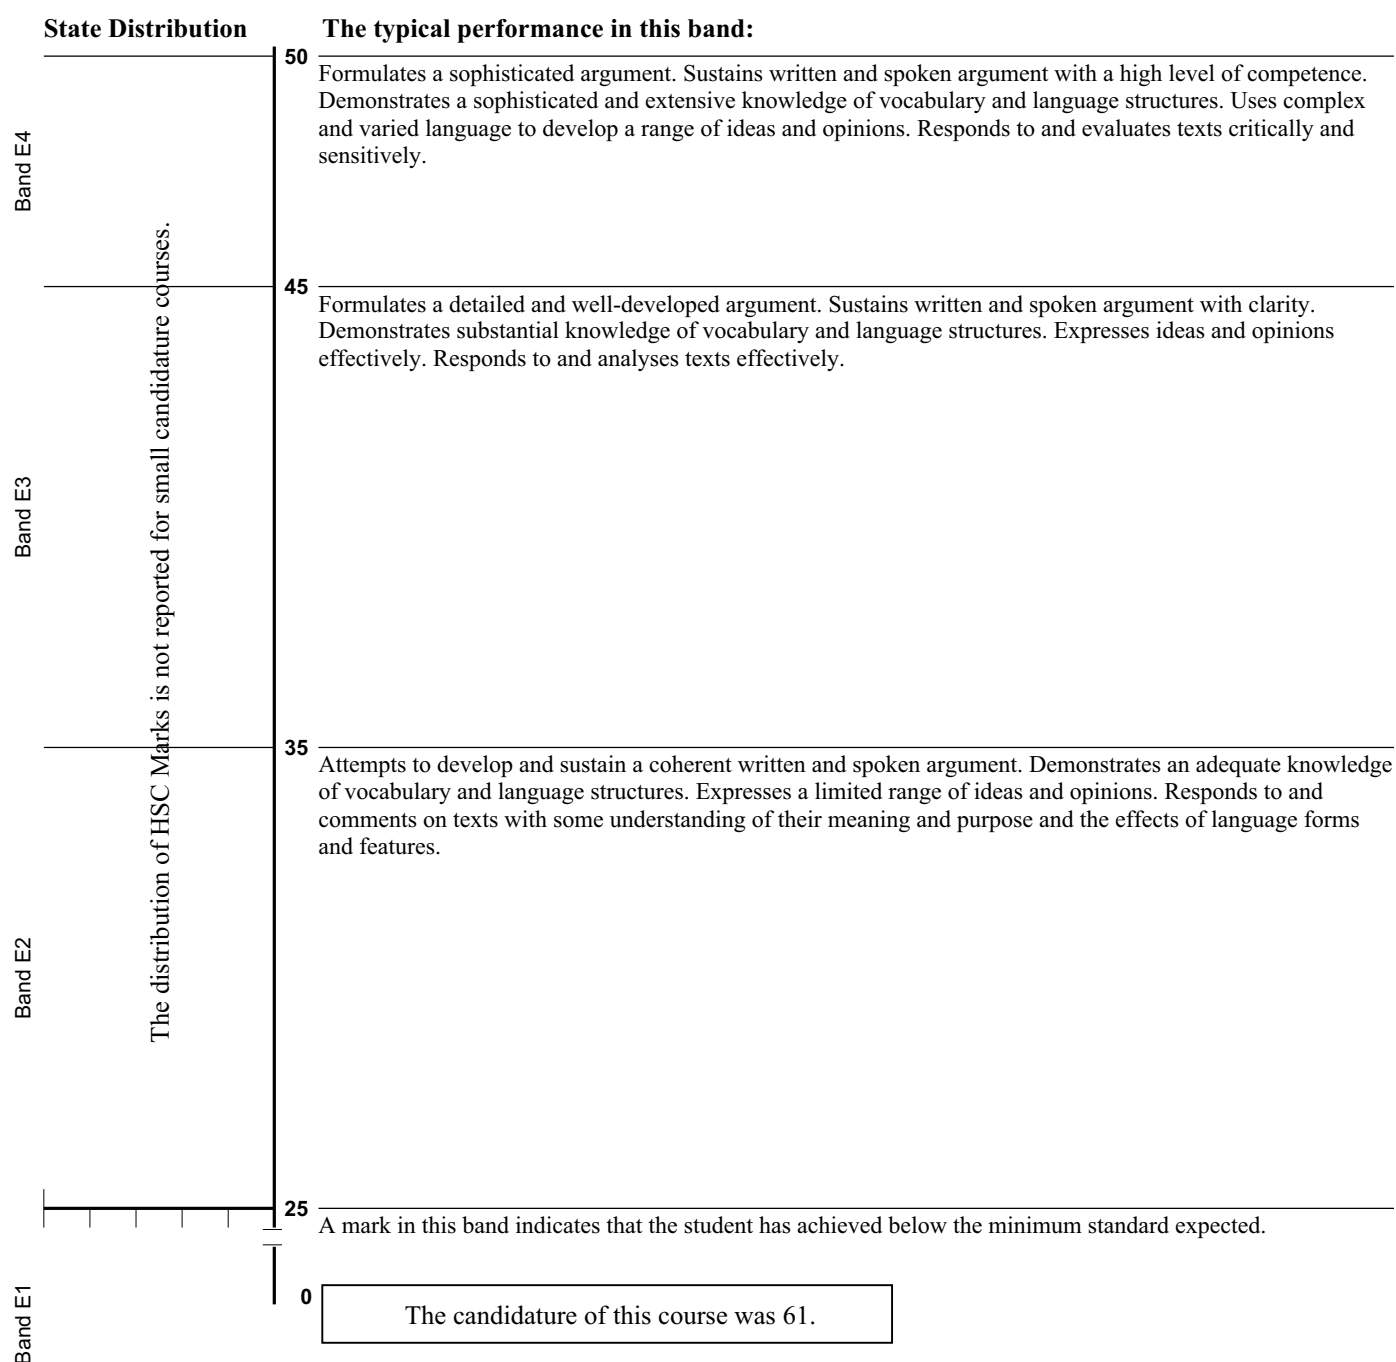 State Distribution
The typical performance in this band:
50
Formulates a sophisticated argument. Sustains written and spoken argument with a high level of competence.
Demonstrates a sophisticated and extensive knowledge of vocabulary and language structures. Uses complex
and varied language to develop a range of ideas and opinions. Responds to and evaluates texts critically and
sensitively.
Band E4
The distribution of HSC Marks is not reported for small candidature courses.
45
Formulates a detailed and well-developed argument. Sustains written and spoken argument with clarity.
Demonstrates substantial knowledge of vocabulary and language structures. Expresses ideas and opinions
effectively. Responds to and analyses texts effectively.
Band E3
35
Attempts to develop and sustain a coherent written and spoken argument. Demonstrates an adequate knowledge
of vocabulary and language structures. Expresses a limited range of ideas and opinions. Responds to and
comments on texts with some understanding of their meaning and purpose and the effects of language forms
and features.
Band E2
25
A mark in this band indicates that the student has achieved below the minimum standard expected.
0
The candidature of this course was 61.
Band E1